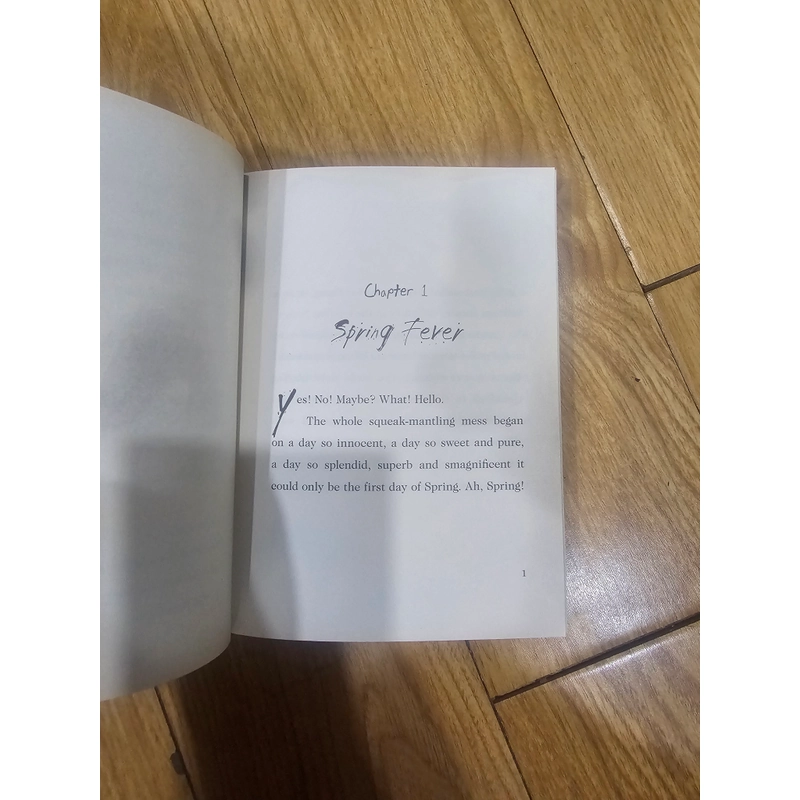 Chapter 1
Spring Fever
Yes! No! Maybe? What! Hello.
The whole squeak-mantling mess began
on a day so innocent, a day so sweet and pure,
a day so splendid, superb and smagnificent it
could only be the first day of Spring. Ah, Spring!
1